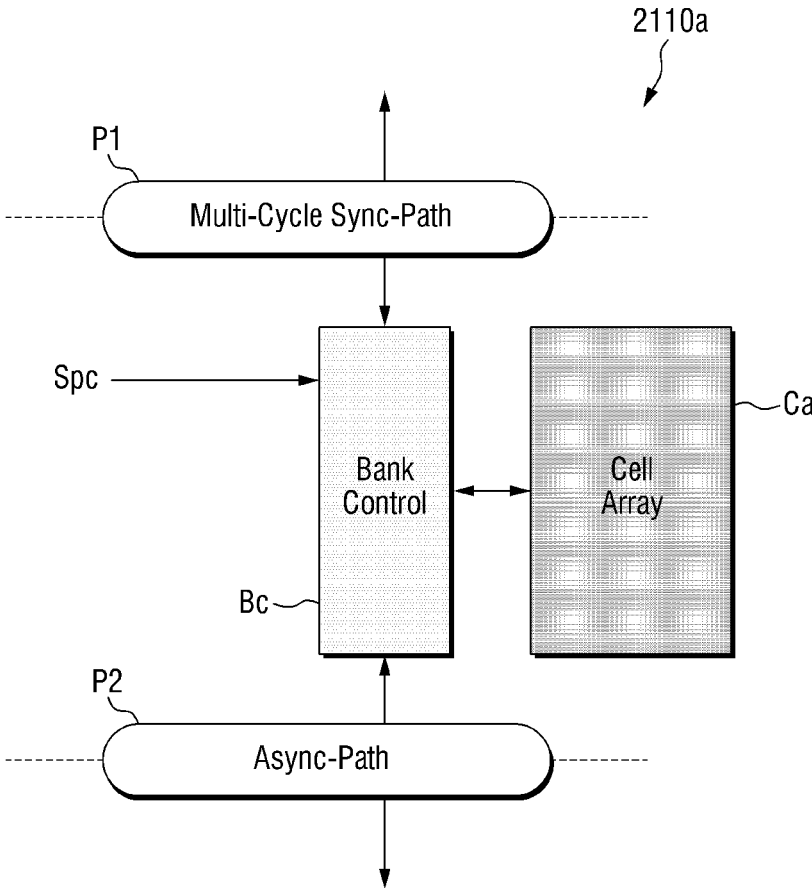 2110a
P1
Multi-Cycle Sync-Path
Spc
Ca
Bank
Control
Cell
Array
Bc
P2
Async-Path